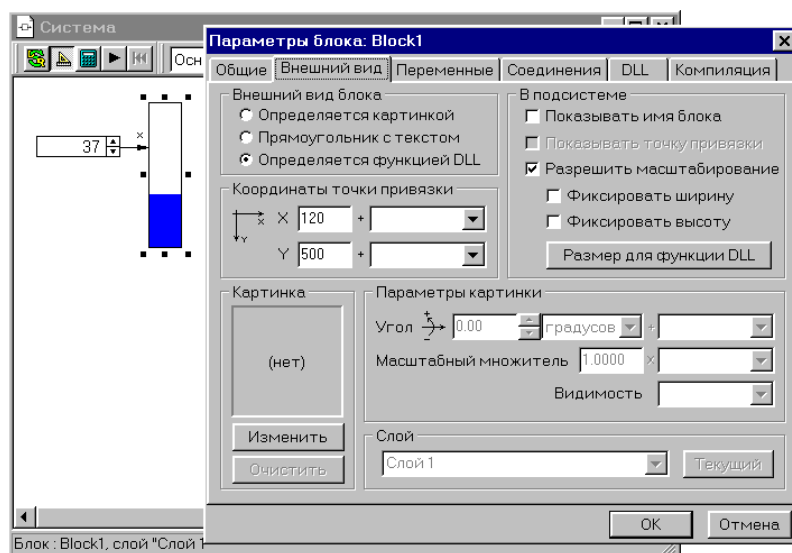 Система
Осн
37
x
Блок : Block1, слой "Слой 1
Параметры блока: Block1
Общие Внешний вид Переменные Соединения DLL Компиляция
Внешний вид блока
Определяется картинкой
Прямоугольник с текстом
Определяется функцией DLL
В подсистеме
Показывать имя блока
Показывать точку привязки
Разрешить масштабирование
Фиксировать ширину
Фиксировать высоту
Размер для функции DLL
Координаты точки привязки
x X 120 +
Y Y 500 +
Картинка
(нет)
Изменить
Очистить
Параметры картинки
Угол + - 0.00 градусов +
Масштабный множитель 1.0000 x
Видимость
Слой
Слой 1 Текущий
OK Отмена